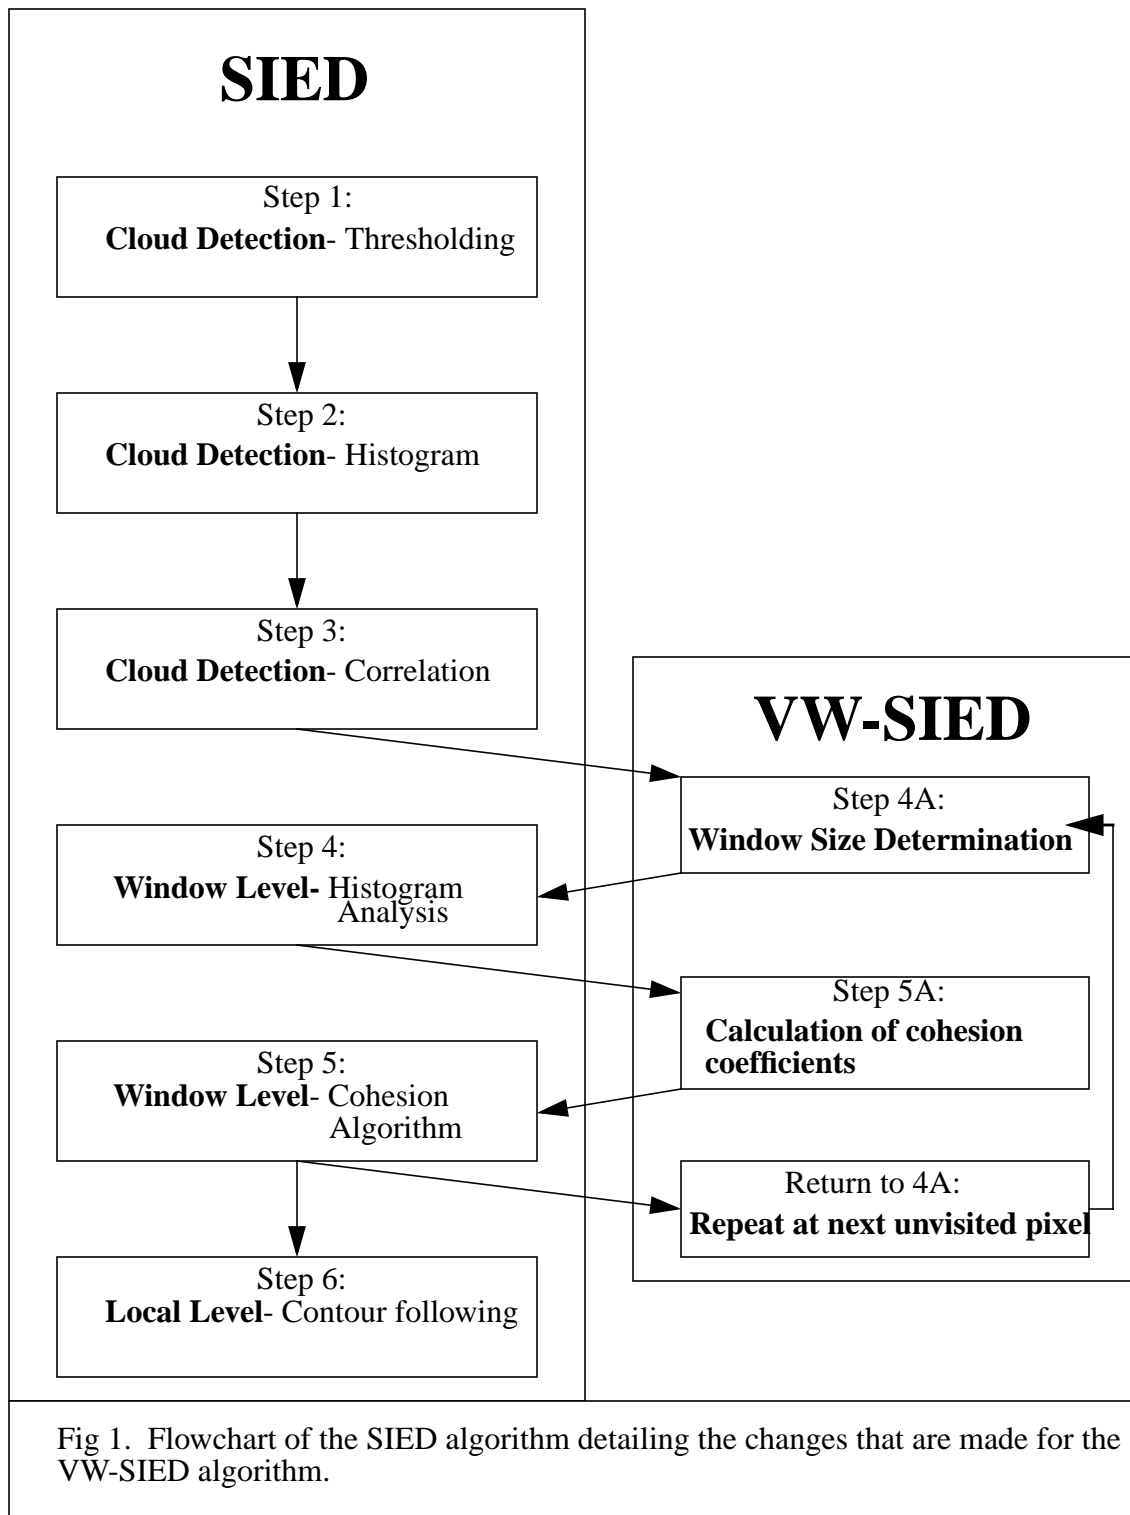 SIED
Step 1:
Cloud Detection- Thresholding
Step 2:
Cloud Detection- Histogram
Step 3:
Cloud Detection- Correlation
VW-SIED
Step 4A:
Window Size Determination
Step 4:
Window Level- Histogram
Analysis
Step 5A:
Calculation of cohesion
coefficients
Step 5:
Window Level- Cohesion
Algorithm
Return to 4A:
Repeat at next unvisited pixel
Step 6:
Local Level- Contour following
Fig 1. Flowchart of the SIED algorithm detailing the changes that are made for the
VW-SIED algorithm.